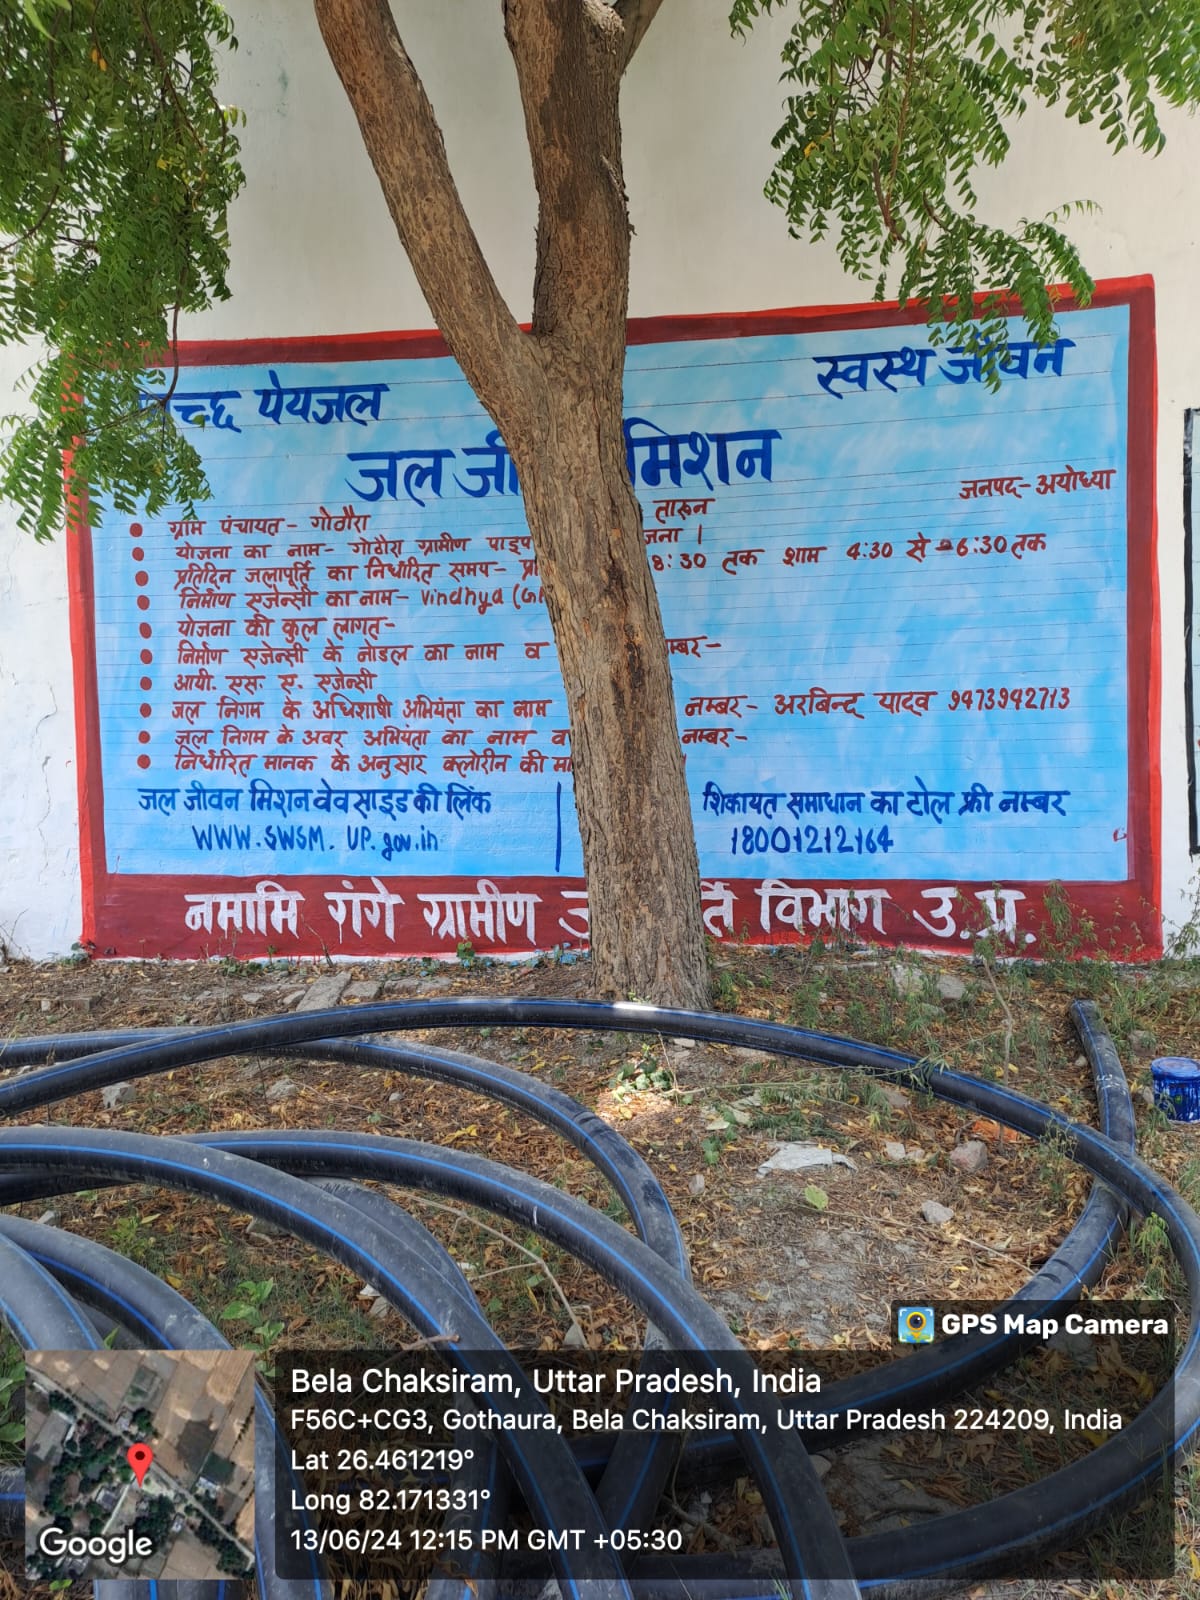 स्वस्थ जीवन
पेयजल
जल मिशन
जनपद- अयोध्या
ग्राम पंचायत- गोठौरा
तारून
योजना का नाम- गोठौरा ग्रामीण
प्रतिदिन जलापूर्ति का निर्धारित समय- 8:30 तक शाम 4:30 से 6:30 तक
निर्माण एजेन्सी का नाम- Vindhya
योजना की कुल लागत-
निर्माण एजेन्सी के नोडल का नाम व
आयी. एस. ए. एजेन्सी
जल निगम के अधिशाषी अभियंता का नाम नम्बर- अरबिन्द यादव 9473942713
जल निगम के अवर अभियंता का नाम व नम्बर-
निर्धारित मानक के अनुसार क्लोरीन की
जल जीवन मिशन वेवसाइड की लिंक
WWW.SWSM.UP.gov.in
शिकायत समाधान का टोल फ्री नम्बर
18001212164
नमामि गंगे ग्रामीण विभाग उ.प्र.
GPS Map Camera
Bela Chaksiram, Uttar Pradesh, India
F56C+CG3, Gothaura, Bela Chaksiram, Uttar Pradesh 224209, India
Lat 26.461219°
Long 82.171331°
13/06/24 12:15 PM GMT +05:30
Google